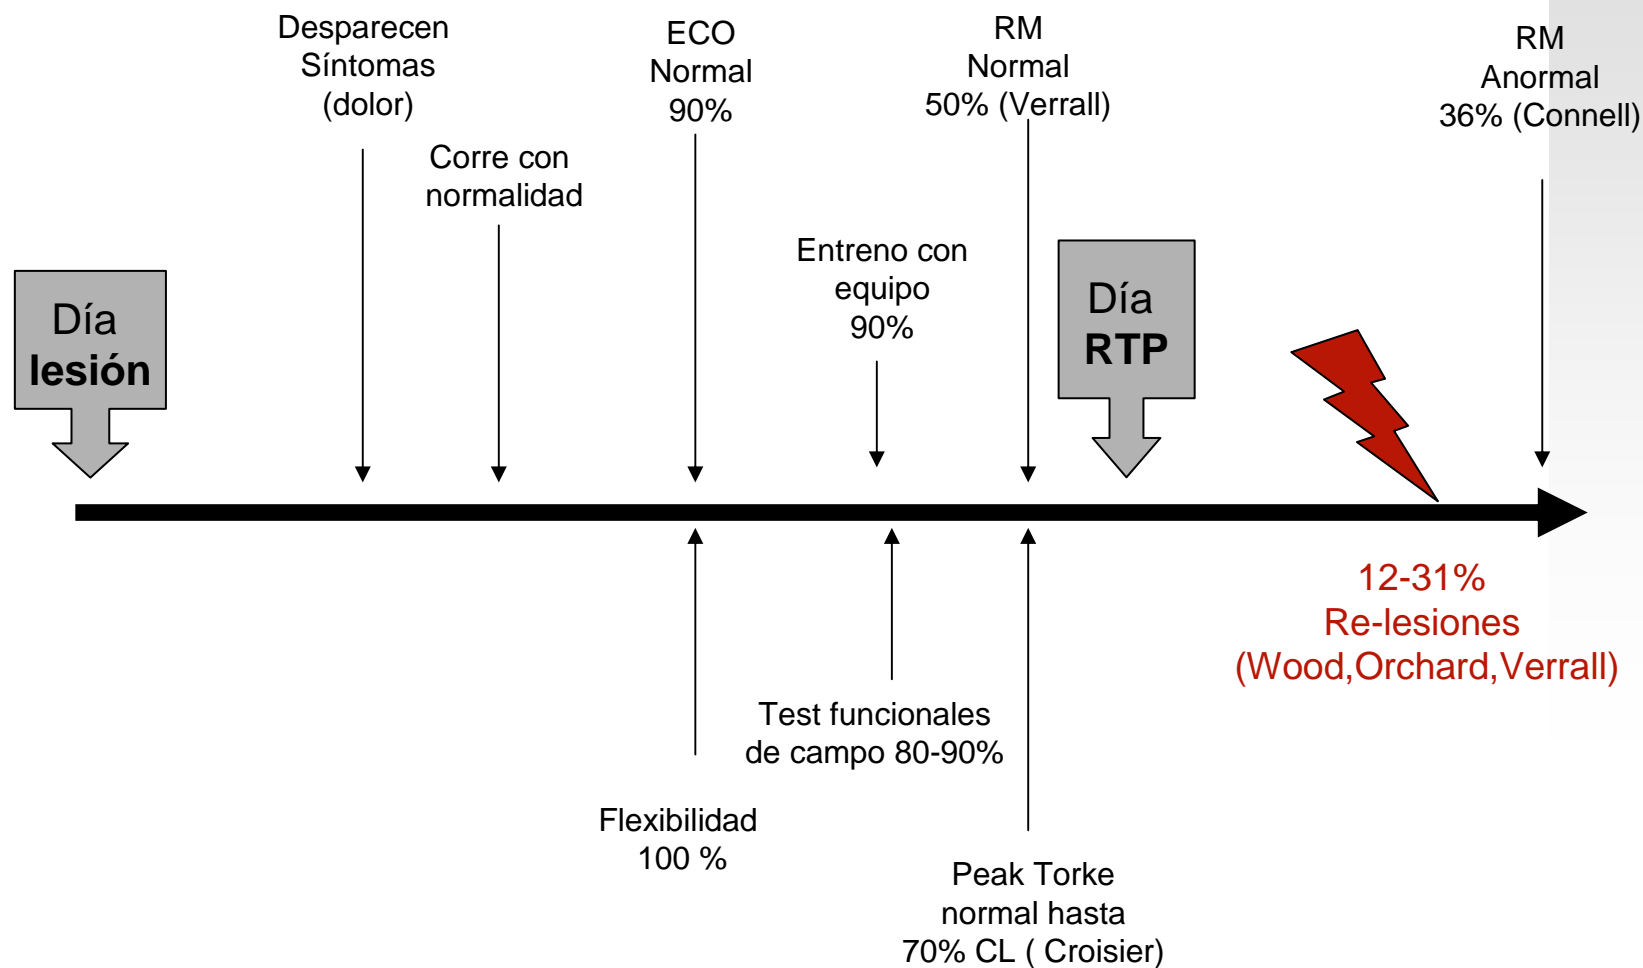 Desparecen
Síntomas
(dolor)
ECO
Normal
90%
RM
Normal
50% (Verrall)
RM
Anormal
36% (Connell)
Corre con
normalidad
Entreno con
equipo
90%
Día
lesión
Día
RTP
12-31%
Re-lesiones
(Wood,Orchard,Verrall)
Test funcionales
de campo 80-90%
Flexibilidad
100 %
Peak Torke
normal hasta
70% CL ( Croisier)